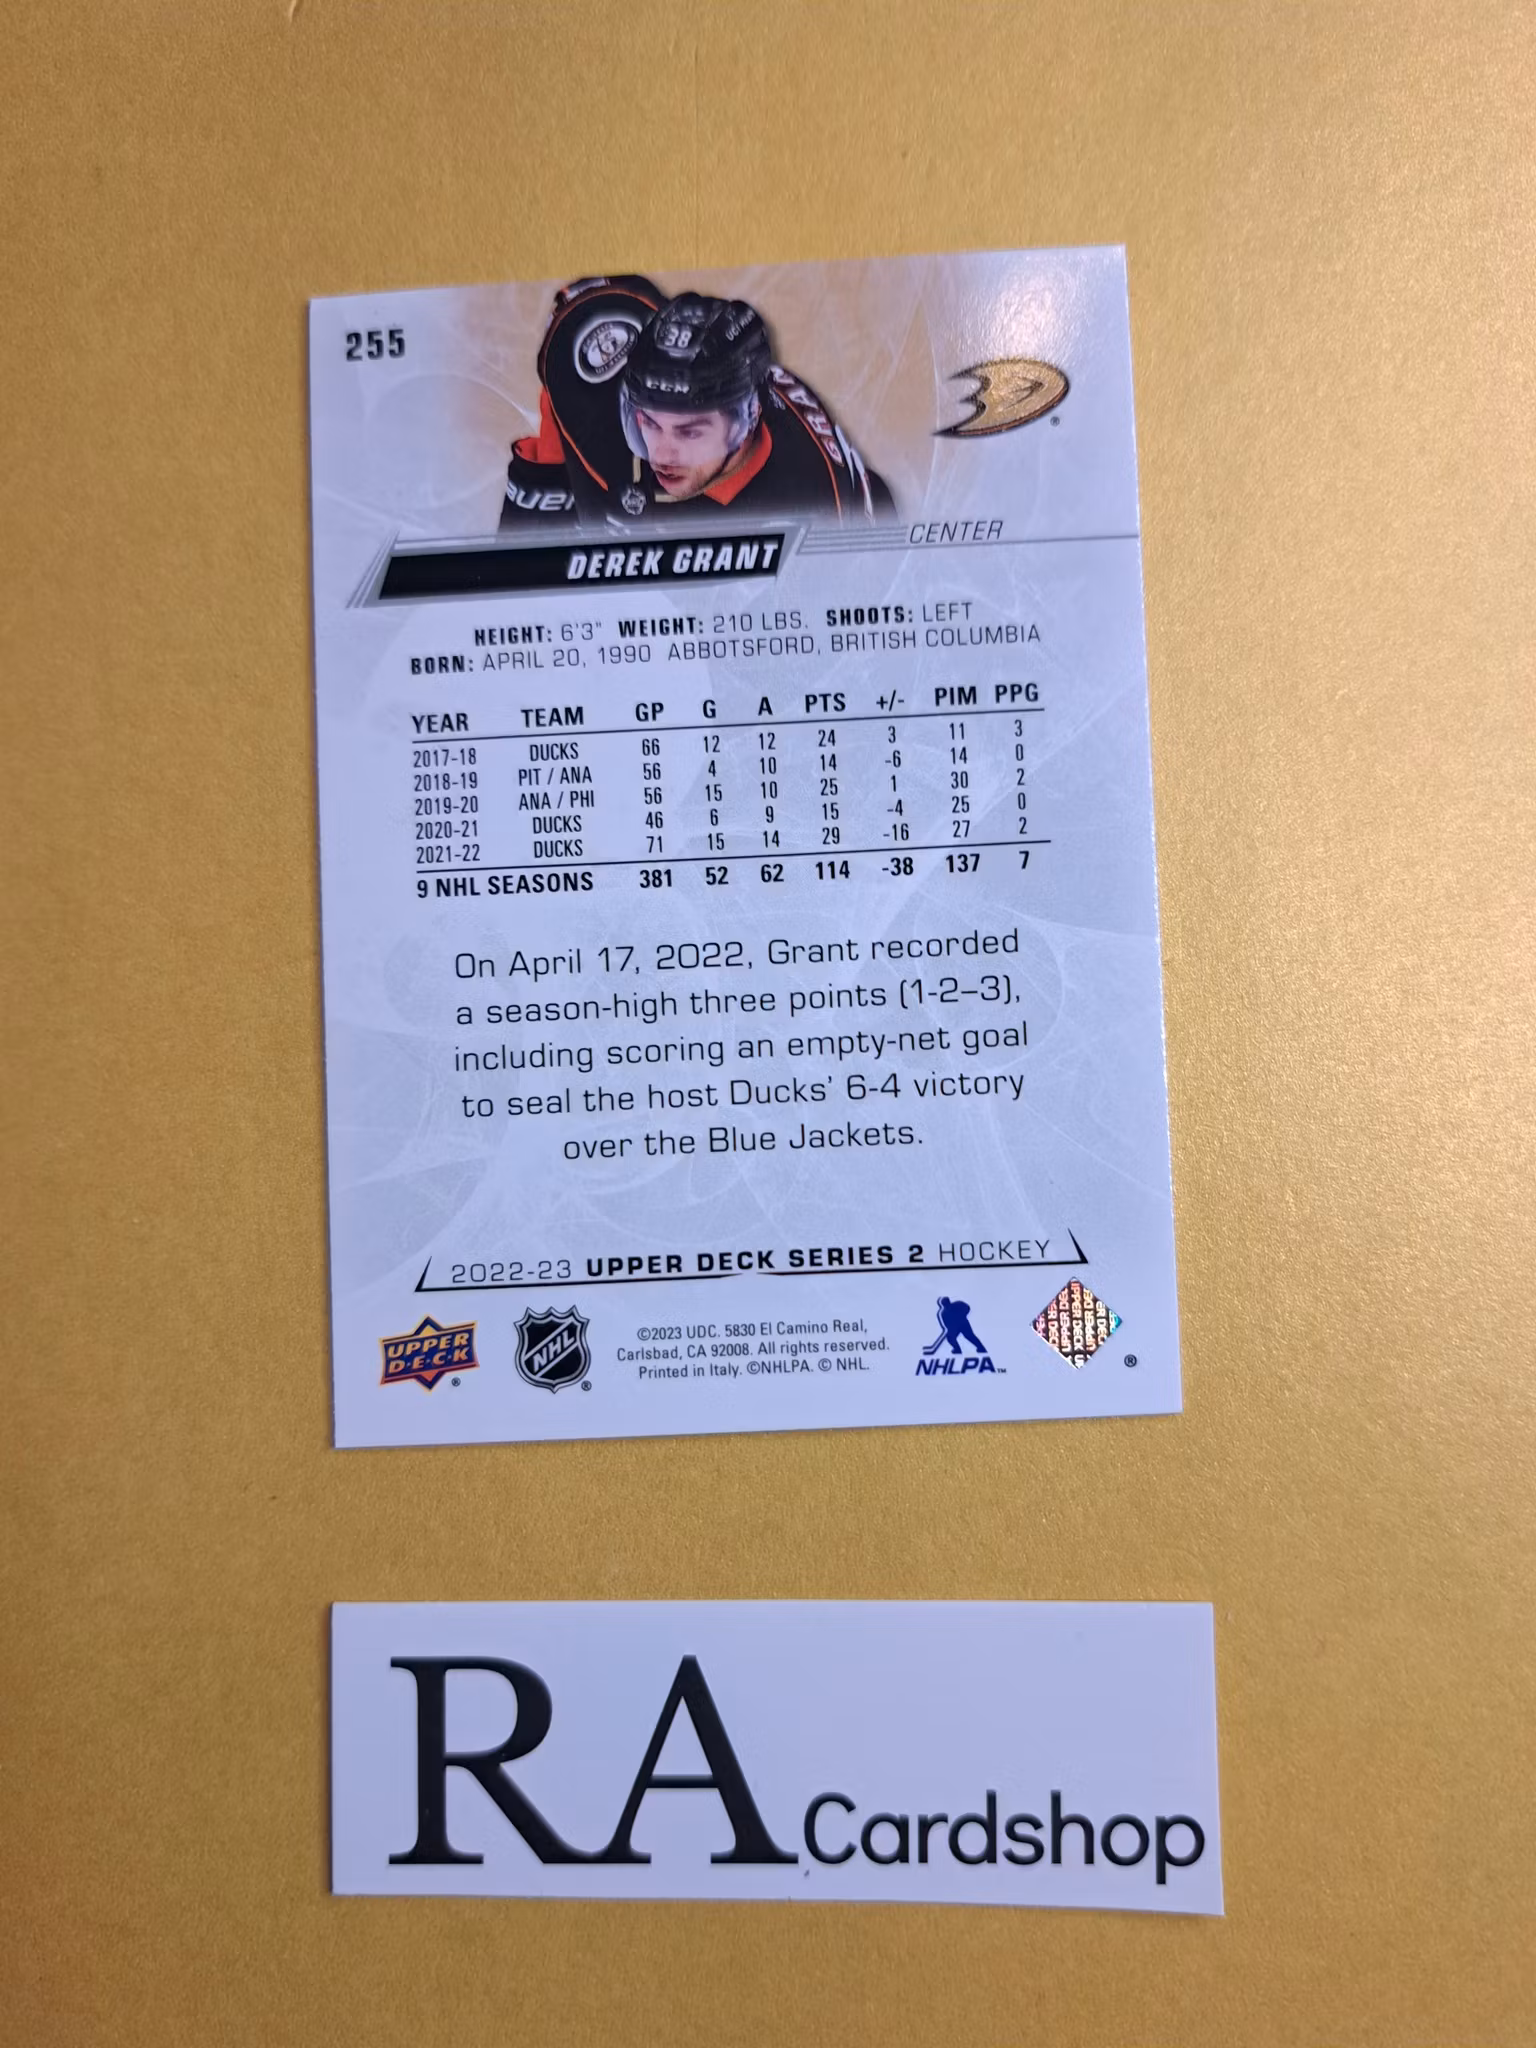 255
38
CCM
GRANT
BAUER
®
CENTER
DEREK GRANT
HEIGHT: 6'3" WEIGHT: 210 LBS. SHOOTS: LEFT
BORN: APRIL 20, 1990 ABBOTSFORD, BRITISH COLUMBIA
YEAR TEAM GP G A PTS +/- PIM PPG
2017-18 DUCKS 66 12 12 24 3 11 3
2018-19 PIT / ANA 56 4 10 14 -6 14 0
2019-20 ANA / PHI 56 15 10 25 1 30 2
2020-21 DUCKS 46 6 9 15 -4 25 0
2021-22 DUCKS 71 15 14 29 -16 27 2
9 NHL SEASONS 381 52 62 114 -38 137 7
On April 17, 2022, Grant recorded
a season-high three points (1-2–3),
including scoring an empty-net goal
to seal the host Ducks' 6-4 victory
over the Blue Jackets.
2022-23 UPPER DECK SERIES 2 HOCKEY
UPPER
D·E·C·K ®
NHL ®
©2023 UDC. 5830 El Camino Real,
Carlsbad, CA 92008. All rights reserved.
Printed in Italy. ©NHLPA. © NHL.
NHLPA™
UPPER DECK
®
RA Cardshop